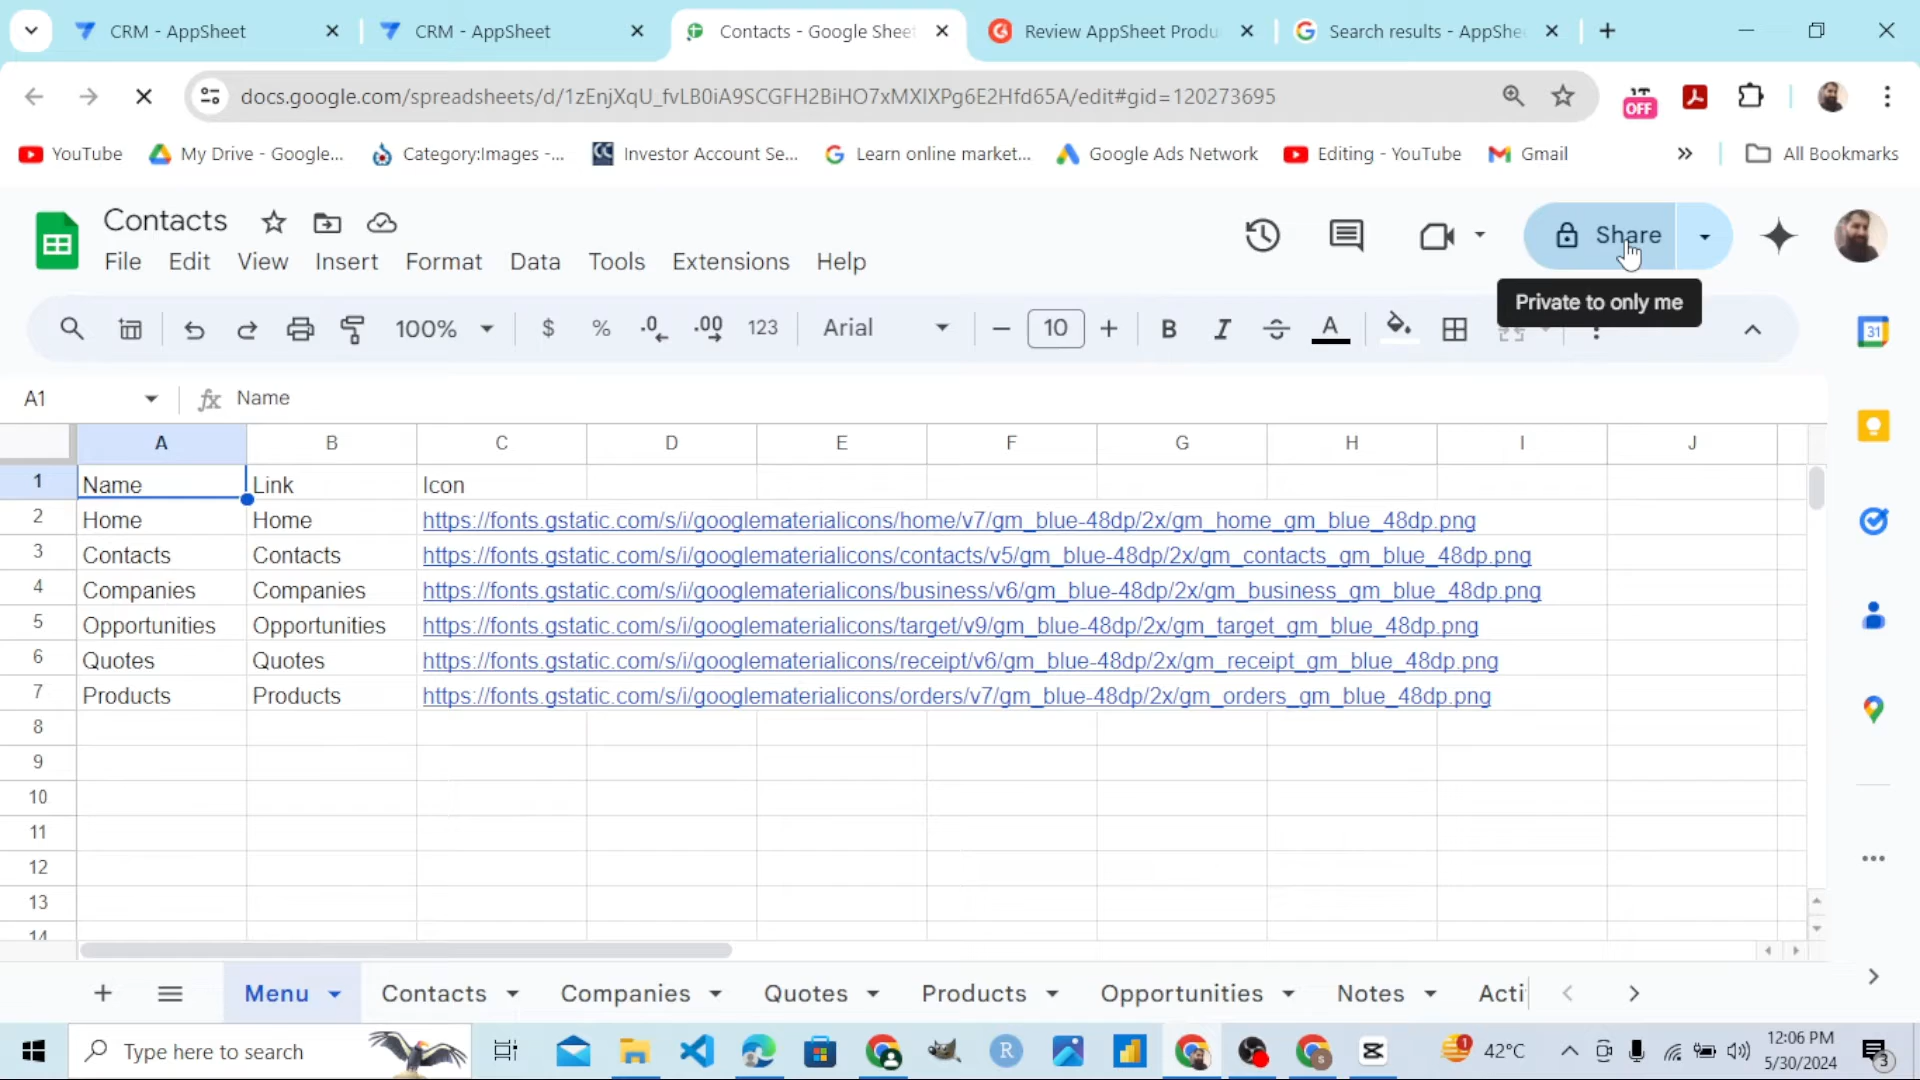 CRM - AppSheet
CRM - AppSheet
Contacts - Google Sheet
Review AppSheet Produ
Search results - AppShe
docs.google.com/spreadsheets/d/1zEnjXqU_fvLB0iA9SCGFH2BiHO7xMXIXPg6E2Hfd65A/edit#gid=120273695
OFF
YouTube
My Drive - Google...
Category:Images -...
Investor Account Se...
Learn online market...
Google Ads Network
Editing - YouTube
Gmail
All Bookmarks
Contacts
Share
File Edit View Insert Format Data Tools Extensions Help
Private to only me
100% $ % .0 .00 123 Arial 10 B I A
31
A1 fx Name
A B C D E F G H I J
1 Name Link Icon
2 Home Home https://fonts.gstatic.com/s/i/googlematerialicons/home/v7/gm_blue-48dp/2x/gm_home_gm_blue_48dp.png
3 Contacts Contacts https://fonts.gstatic.com/s/i/googlematerialicons/contacts/v5/gm_blue-48dp/2x/gm_contacts_gm_blue_48dp.png
4 Companies Companies https://fonts.gstatic.com/s/i/googlematerialicons/business/v6/gm_blue-48dp/2x/gm_business_gm_blue_48dp.png
5 Opportunities Opportunities https://fonts.gstatic.com/s/i/googlematerialicons/target/v9/gm_blue-48dp/2x/gm_target_gm_blue_48dp.png
6 Quotes Quotes https://fonts.gstatic.com/s/i/googlematerialicons/receipt/v6/gm_blue-48dp/2x/gm_receipt_gm_blue_48dp.png
7 Products Products https://fonts.gstatic.com/s/i/googlematerialicons/orders/v7/gm_blue-48dp/2x/gm_orders_gm_blue_48dp.png
8
9
10
11
12
13
14
Menu Contacts Companies Quotes Products Opportunities Notes Acti
Type here to search
R
1
42°C
12:06 PM
5/30/2024
3